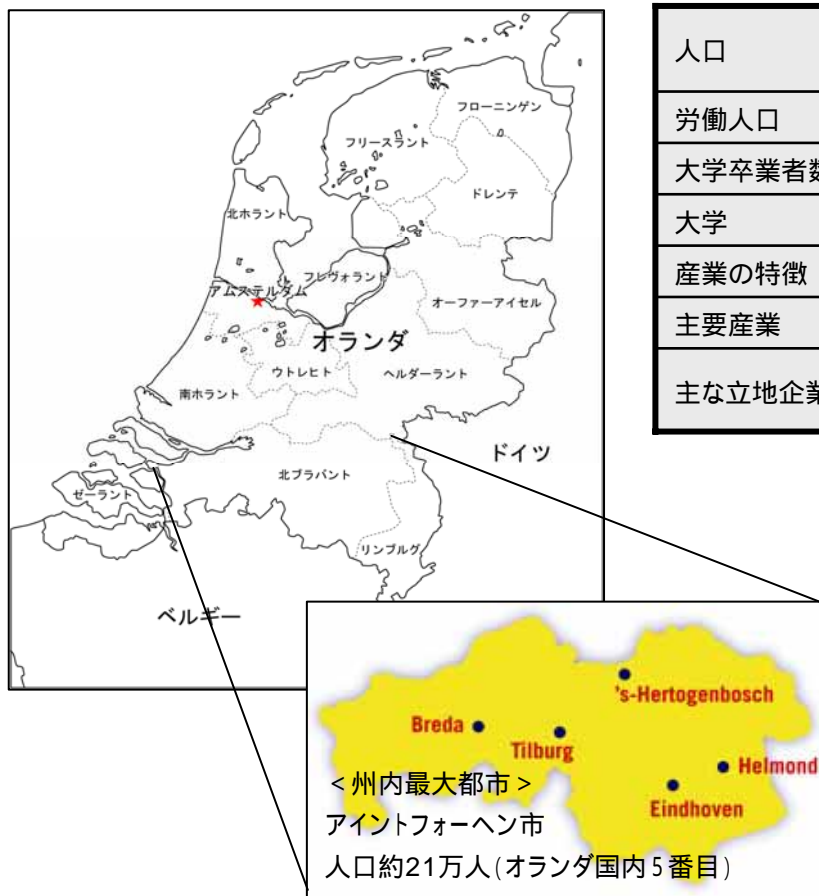 フローニンゲン
フリースラント
ドレンテ
北ホラント
フレヴォラント
アムステルダム
オーファーアイセル
オランダ
ウトレヒト
ヘルダーラント
南ホラント
ドイツ
北ブラバント
ゼーラント
リンブルグ
ベルギー
人口
労働人口
大学卒業者数
大学
産業の特徴
主要産業
主な立地企業
's-Hertogenbosch
Breda
Tilburg
Helmond
Eindhoven
<州内最大都市>
アイントフォーヘン市
人口約21万人(オランダ国内5番目)